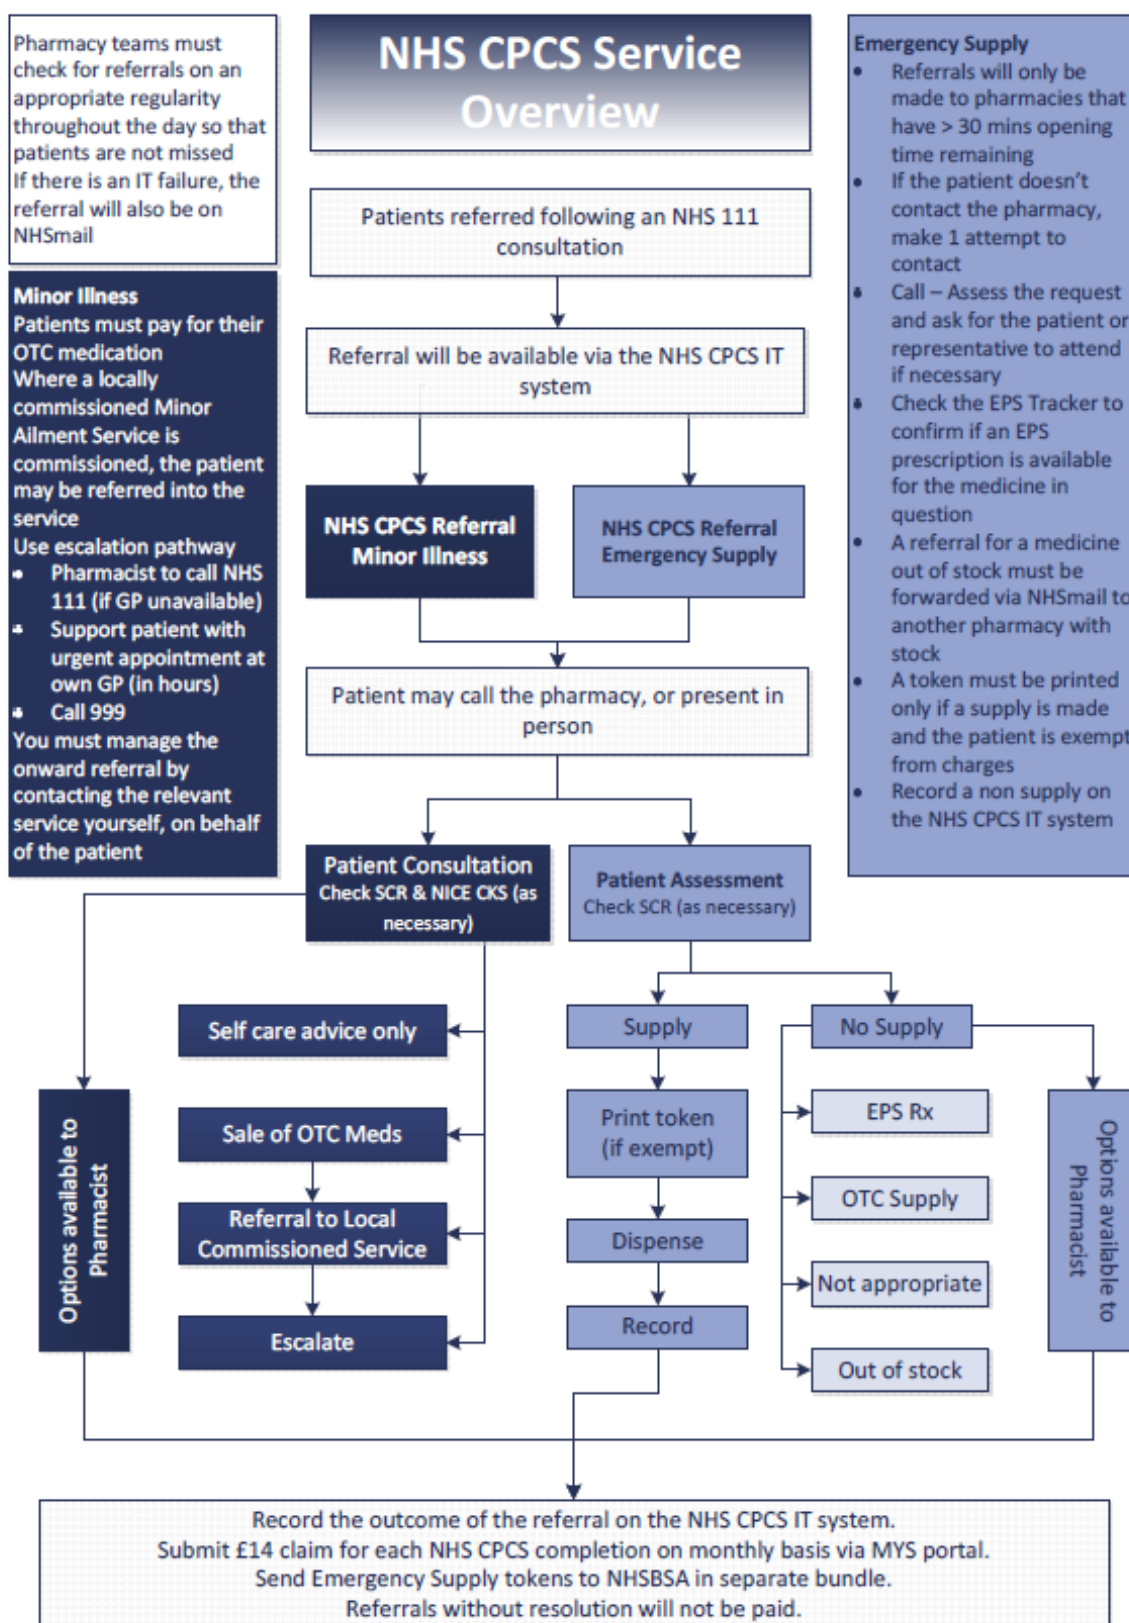 Pharmacy teams must
check for referrals on an
appropriate regularity
throughout the day so that
patients are not missed
If there is an IT failure, the
referral will also be on
NHSmail
NHS CPCS Service
Overview
Emergency Supply
• Referrals will only be
made to pharmacies that
have > 30 mins opening
time remaining
• If the patient doesn't
contact the pharmacy,
make 1 attempt to
contact
• Call – Assess the request
and ask for the patient or
representative to attend
if necessary
• Check the EPS Tracker to
confirm if an EPS
prescription is available
for the medicine in
question
• A referral for a medicine
out of stock must be
forwarded via NHSmail to
another pharmacy with
stock
• A token must be printed
only if a supply is made
and the patient is exempt
from charges
• Record a non supply on
the NHS CPCS IT system
Patients referred following an NHS 111
consultation
Minor Illness
Patients must pay for their
OTC medication
Where a locally
commissioned Minor
Ailment Service is
commissioned, the patient
may be referred into the
service
Use escalation pathway
• Pharmacist to call NHS
111 (if GP unavailable)
• Support patient with
urgent appointment at
own GP (in hours)
• Call 999
You must manage the
onward referral by
contacting the relevant
service yourself, on behalf
of the patient
Referral will be available via the NHS CPCS IT
system
NHS CPCS Referral
Minor Illness
NHS CPCS Referral
Emergency Supply
Patient may call the pharmacy, or present in
person
Patient Consultation
Check SCR & NICE CKS (as
necessary)
Patient Assessment
Check SCR (as necessary)
Options available to
Pharmacist
Self care advice only
Sale of OTC Meds
Referral to Local
Commissioned Service
Escalate
Supply
Print token
(if exempt)
Dispense
Record
No Supply
EPS Rx
OTC Supply
Not appropriate
Out of stock
Options available to
Pharmacist
Record the outcome of the referral on the NHS CPCS IT system.
Submit £14 claim for each NHS CPCS completion on monthly basis via MYS portal.
Send Emergency Supply tokens to NHSBSA in separate bundle.
Referrals without resolution will not be paid.